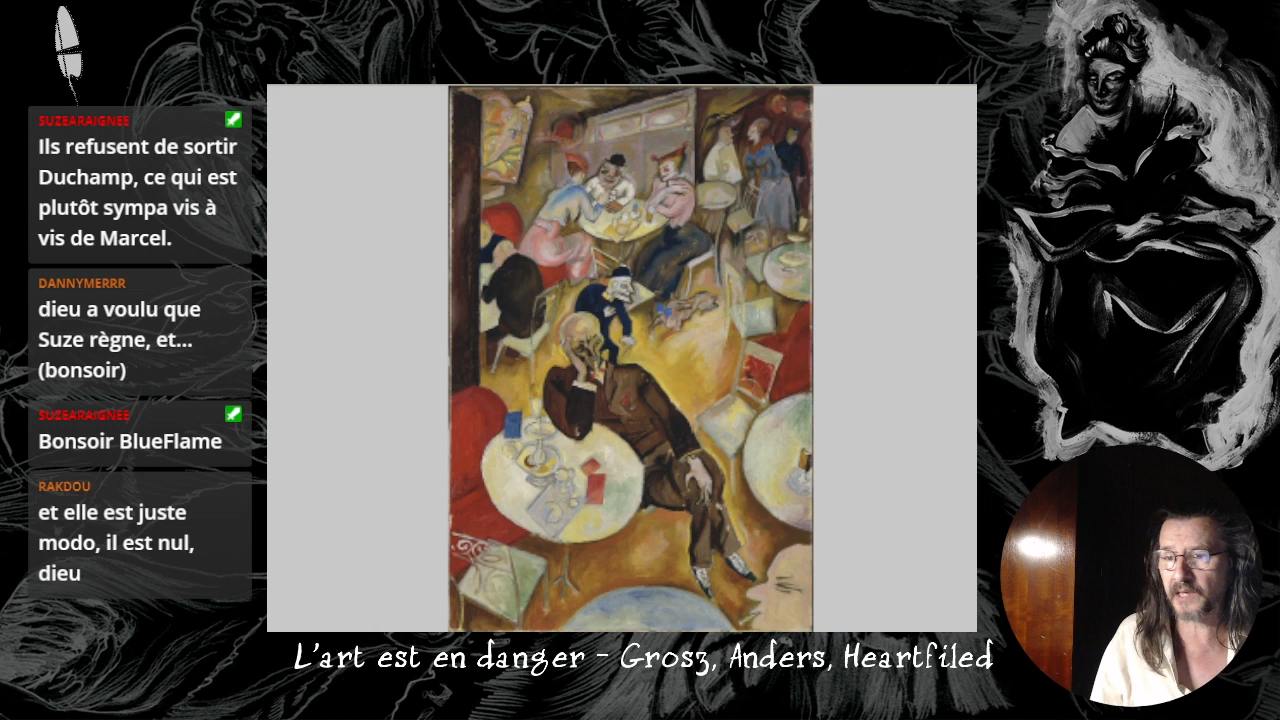 SUZEARAIGNEE
Ils refusent de sortir
Duchamp, ce qui est
plutôt sympa vis à
vis de Marcel.
DANNYMERRR
dieu a voulu que
Suze règne, et...
(bonsoir)
SUZEARAIGNEE
Bonsoir BlueFlame
RAKDOU
et elle est juste
modo, il est nul,
dieu
L'art est en danger - Grosz, Anders, Heartfiled